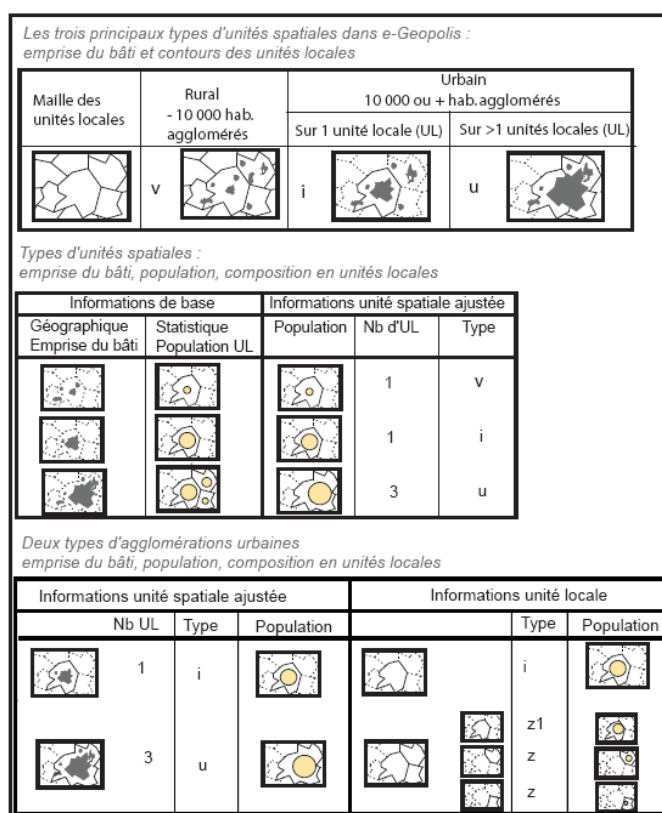 Les trois principaux types d'unités spatiales dans e-Geopolis :
emprise du bâti et contours des unités locales
Maille des
unités locales
Rural
- 10 000 hab.
agglomérés
Urbain
10 000 ou + hab. agglomérés
Sur 1 unité locale (UL)
Sur >1 unités locales (UL)
v
i
u
Types d'unités spatiales :
emprise du bâti, population, composition en unités locales
Informations de base
Informations unité spatiale ajustée
Géographique
Emprise du bâti
Statistique
Population UL
Population
Nb d'UL
Type
1
v
1
i
3
u
Deux types d'agglomérations urbaines
emprise du bâti, population, composition en unités locales
Informations unité spatiale ajustée
Informations unité locale
Nb UL
Type
Population
Type
Population
1
i
i
3
u
z1
z
z